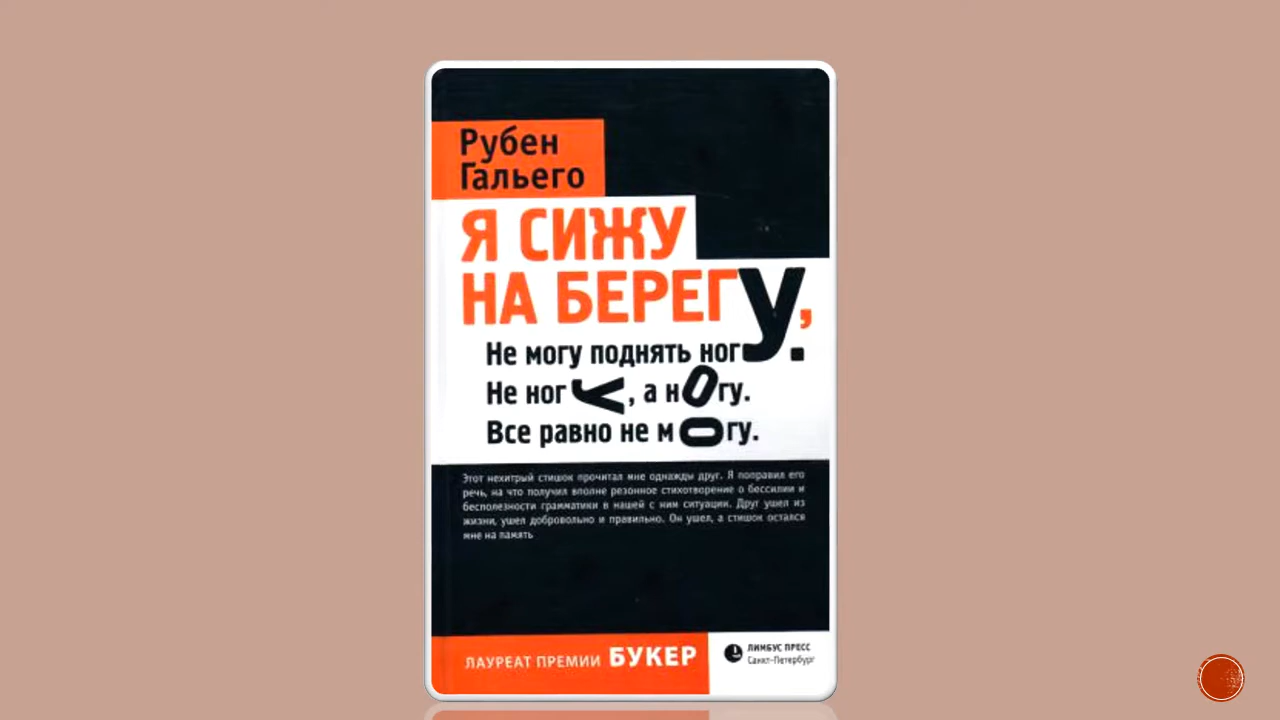 Рубен
Гальего
Я СИЖУ
НА БЕРЕГУ,
Не могу поднять ногУ.
Не ногУ, а нОгу.
Все равно не мОгу.
Этот нехитрый стишок прочитал мне однажды друг. Я поправил его
речь, на что получил вполне резонное стихотворение о бессилии и
бесполезности грамматики в нашей с ним ситуации. Друг ушел из
жизни, ушел добровольно и правильно. Он ушел, а стишок остался
мне на память
ЛАУРЕАТ ПРЕМИИ БУКЕР
ЛИМБУС ПРЕСС
Санкт-Петербург